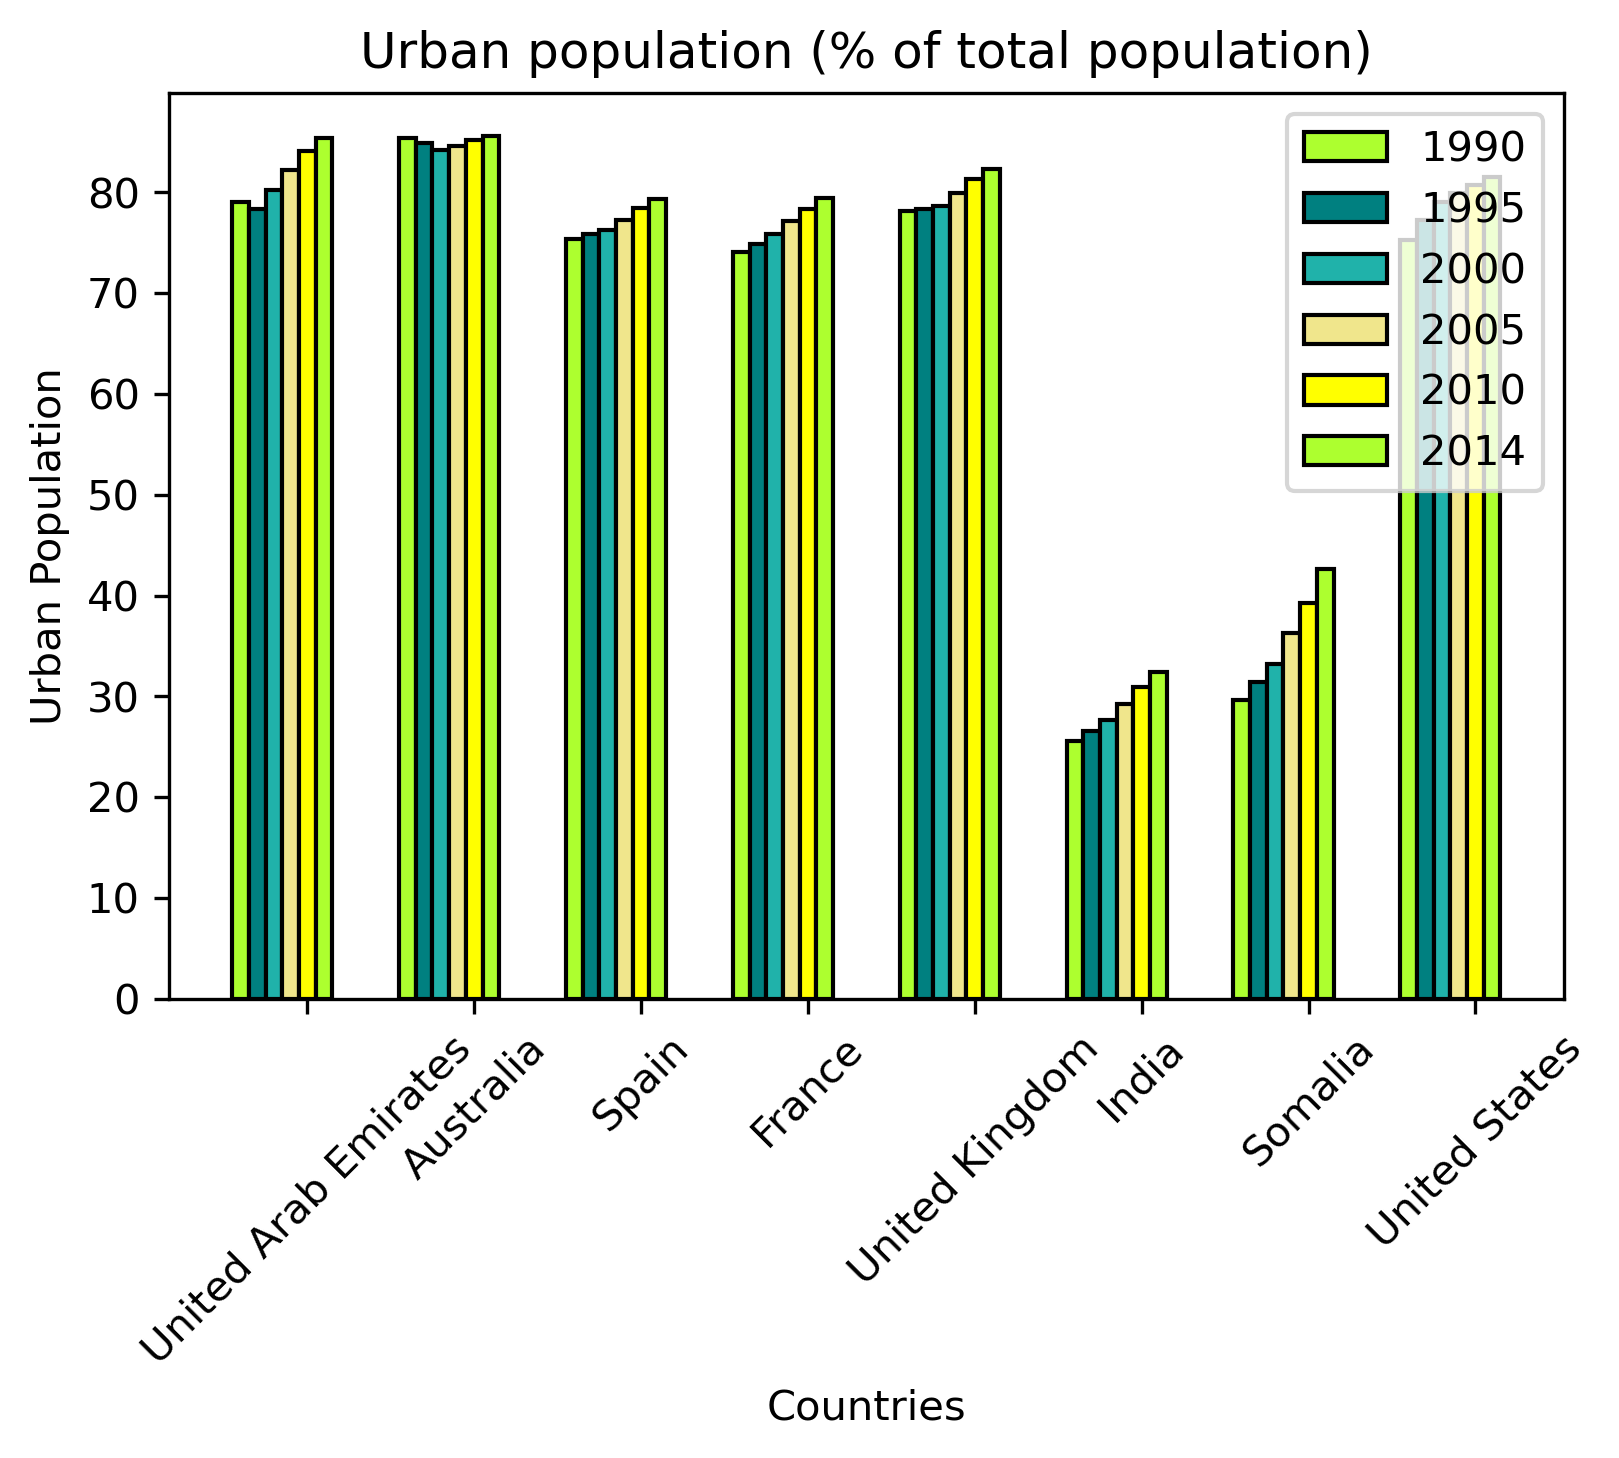 Urban population (% of total population)
1990
1995
2000
2005
2010
2014
Urban Population
80
70
60
50
40
30
20
10
0
United Arab Emirates
Australia
Spain
France
United Kingdom
India
Somalia
United States
Countries